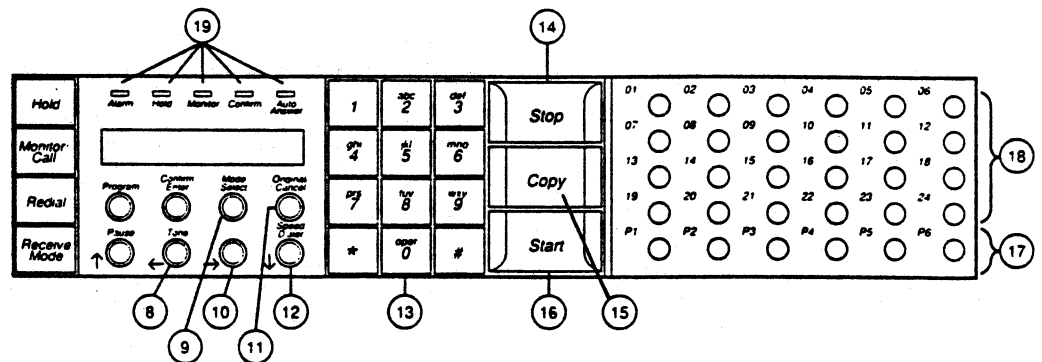 19
14
Hold
Monitor
Call
Redial
Receive
Mode
Alarm Hold Monitor Confirm Auto Answer
Program Confirm Enter Mode Select Original Cancel
Pause Tone Speed Dialer
↑ ← → ↓
1 abc 2 def 3
ghi 4 jkl 5 mno 6
prs 7 tuv 8 wxy 9
* oper 0 #
Stop
Copy
Start
01 02 03 04 05 06
07 08 09 10 11 12
13 14 15 16 17 18
19 20 21 22 23 24
P1 P2 P3 P4 P5 P6
18
17
8 10 12 13 16 15
9 11